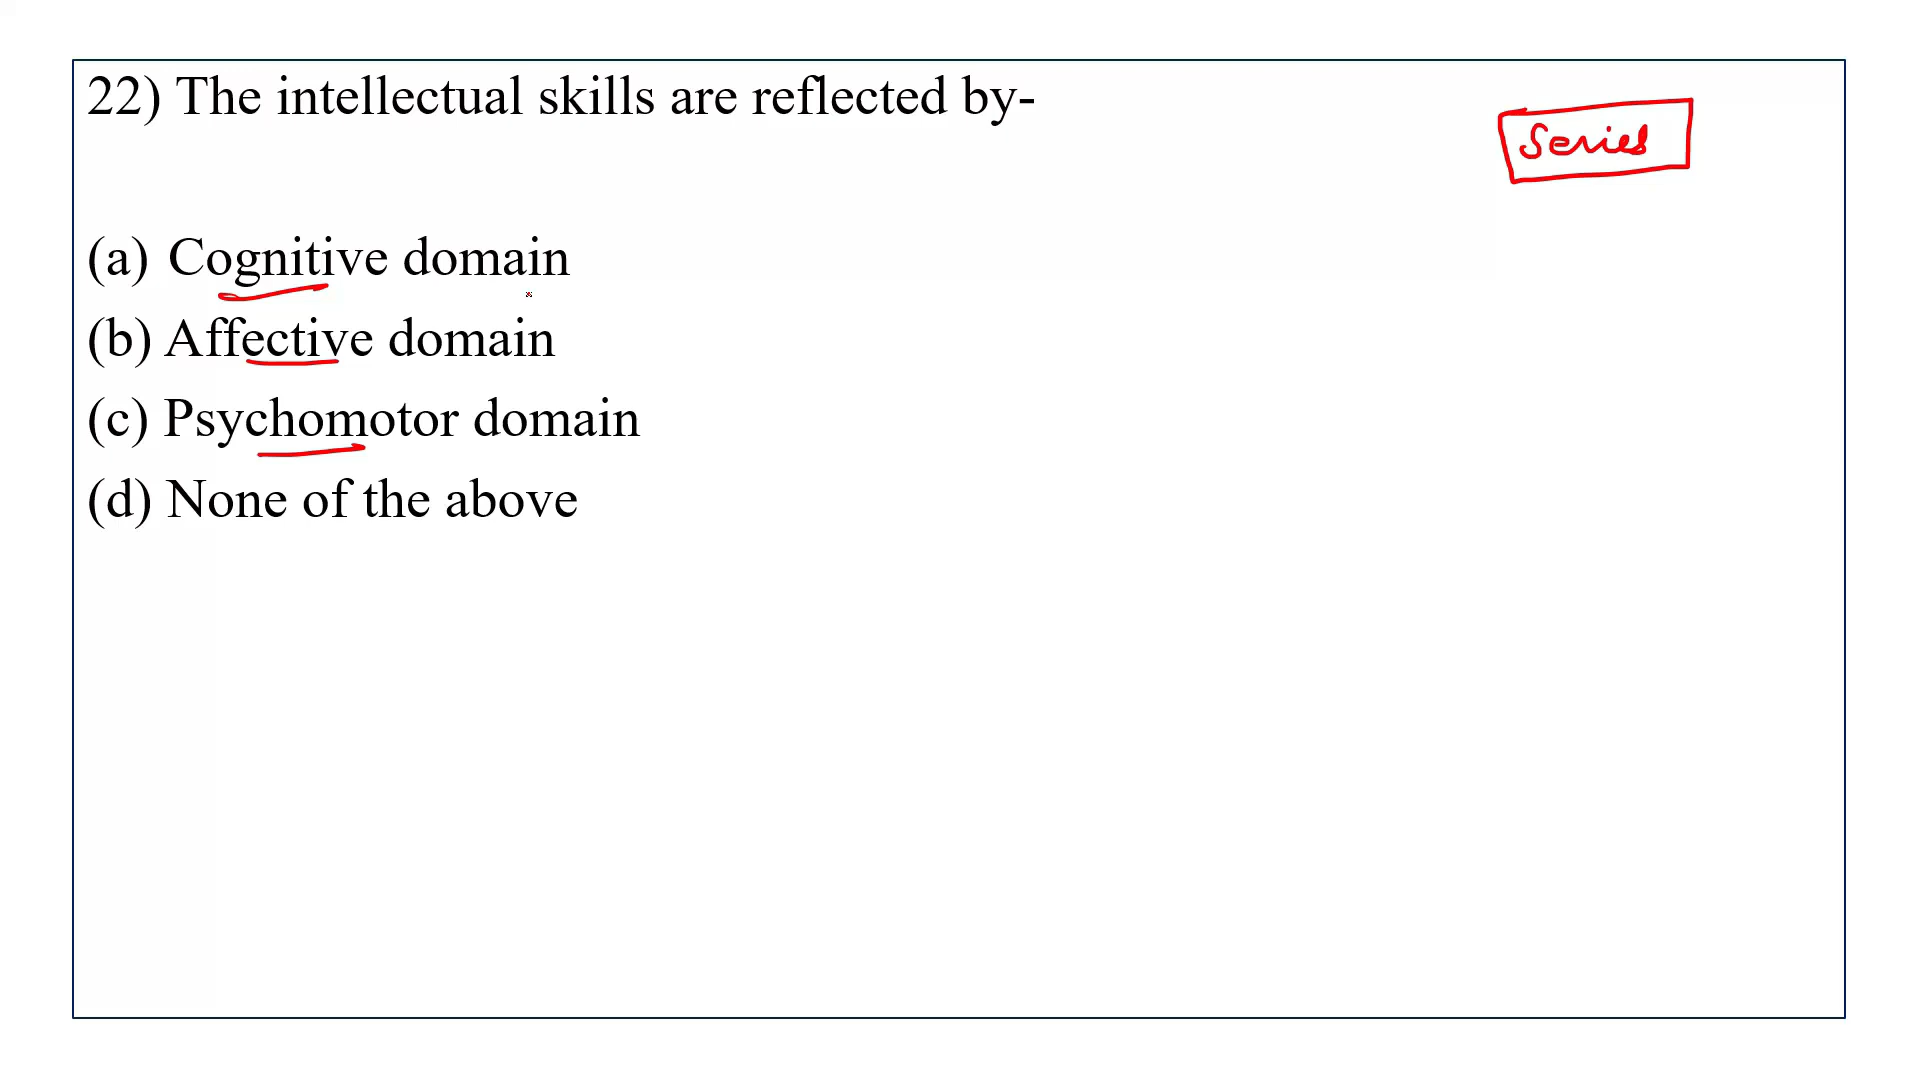 22) The intellectual skills are reflected by-
Series
(a) Cognitive domain
(b) Affective domain
(c) Psychomotor domain
(d) None of the above